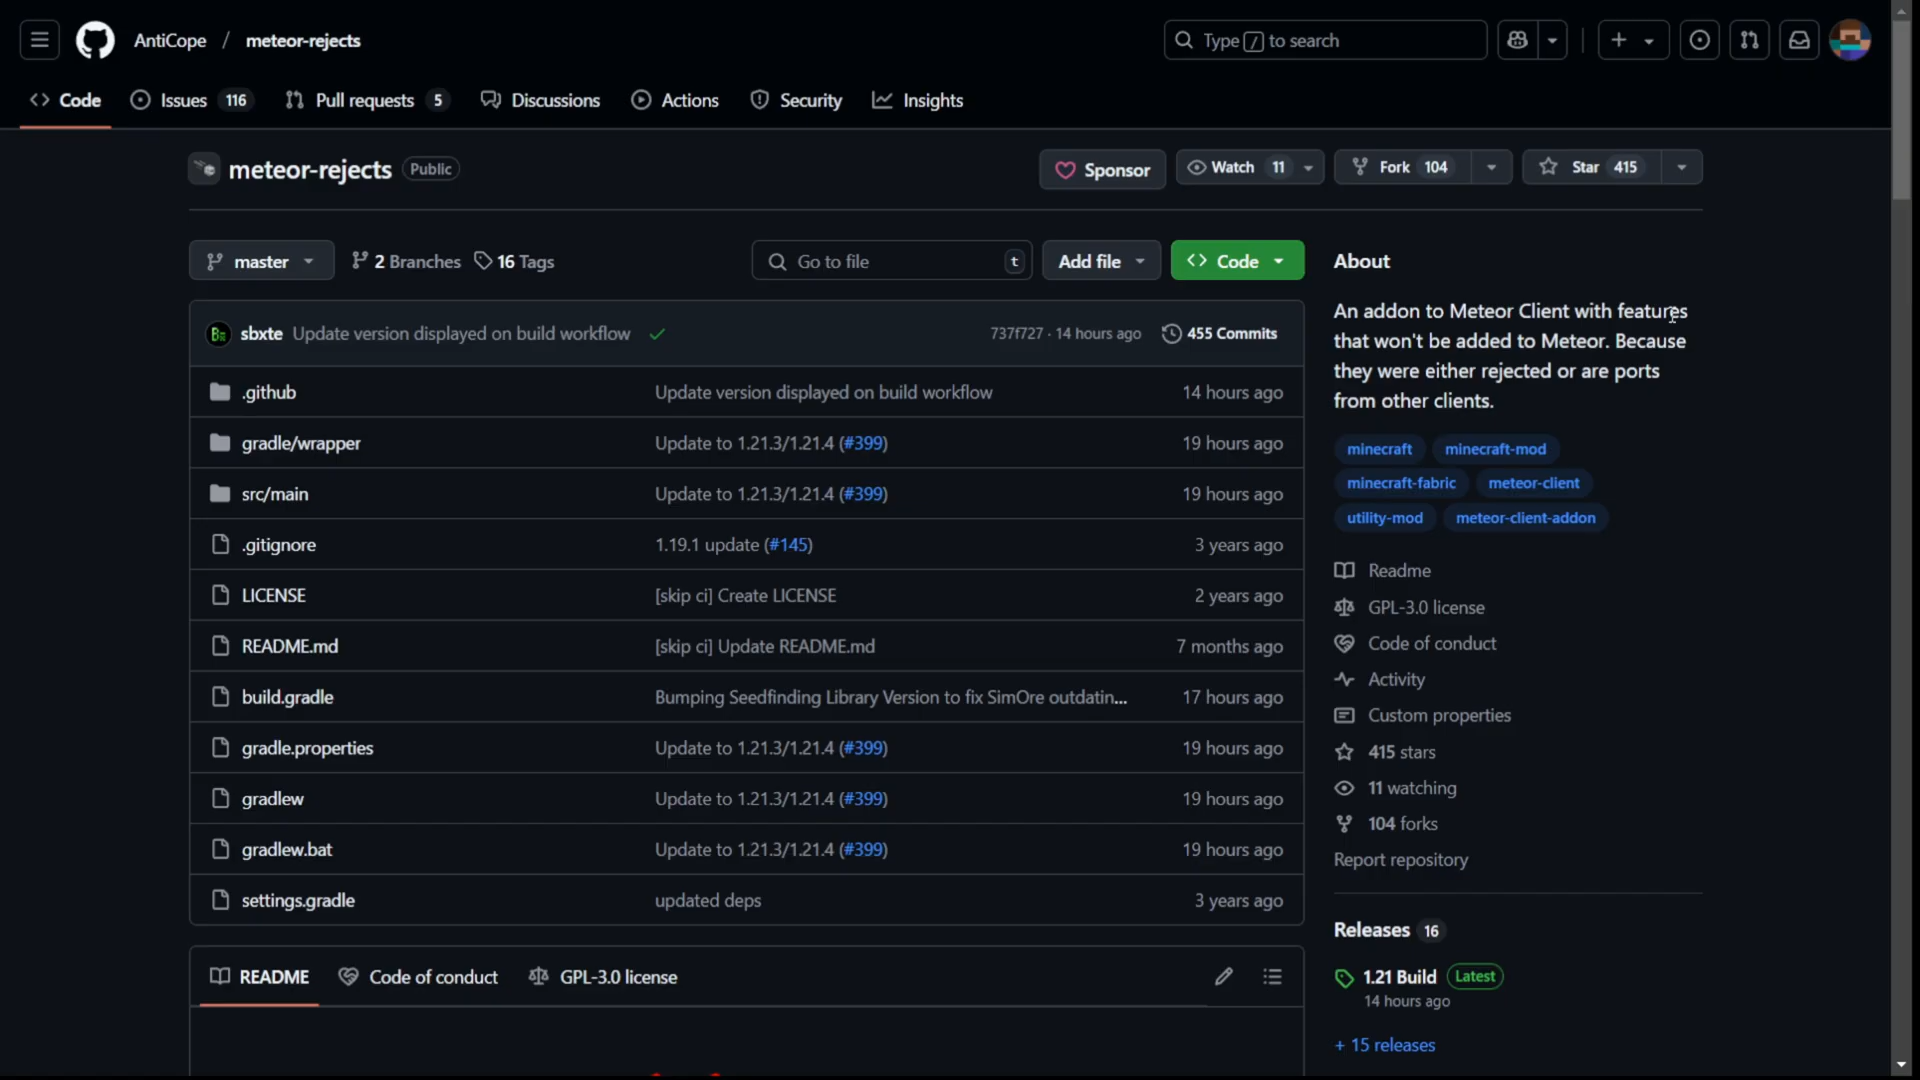 AntiCope / meteor-rejects
Type / to search
Code
Issues 116
Pull requests 5
Discussions
Actions
Security
Insights
meteor-rejects Public
Sponsor
Watch 11
Fork 104
Star 415
master
2 Branches
16 Tags
Go to file t
Add file
Code
sbxte Update version displayed on build workflow 737f727 · 14 hours ago 455 Commits
.github Update version displayed on build workflow 14 hours ago
gradle/wrapper Update to 1.21.3/1.21.4 (#399) 19 hours ago
src/main Update to 1.21.3/1.21.4 (#399) 19 hours ago
.gitignore 1.19.1 update (#145) 3 years ago
LICENSE [skip ci] Create LICENSE 2 years ago
README.md [skip ci] Update README.md 7 months ago
build.gradle Bumping Seedfinding Library Version to fix SimOre outdatin... 17 hours ago
gradle.properties Update to 1.21.3/1.21.4 (#399) 19 hours ago
gradlew Update to 1.21.3/1.21.4 (#399) 19 hours ago
gradlew.bat Update to 1.21.3/1.21.4 (#399) 19 hours ago
settings.gradle updated deps 3 years ago
README
Code of conduct
GPL-3.0 license
About
An addon to Meteor Client with features
that won't be added to Meteor. Because
they were either rejected or are ports
from other clients.
minecraft minecraft-mod
minecraft-fabric meteor-client
utility-mod meteor-client-addon
Readme
GPL-3.0 license
Code of conduct
Activity
Custom properties
415 stars
11 watching
104 forks
Report repository
Releases 16
1.21 Build Latest
14 hours ago
+ 15 releases